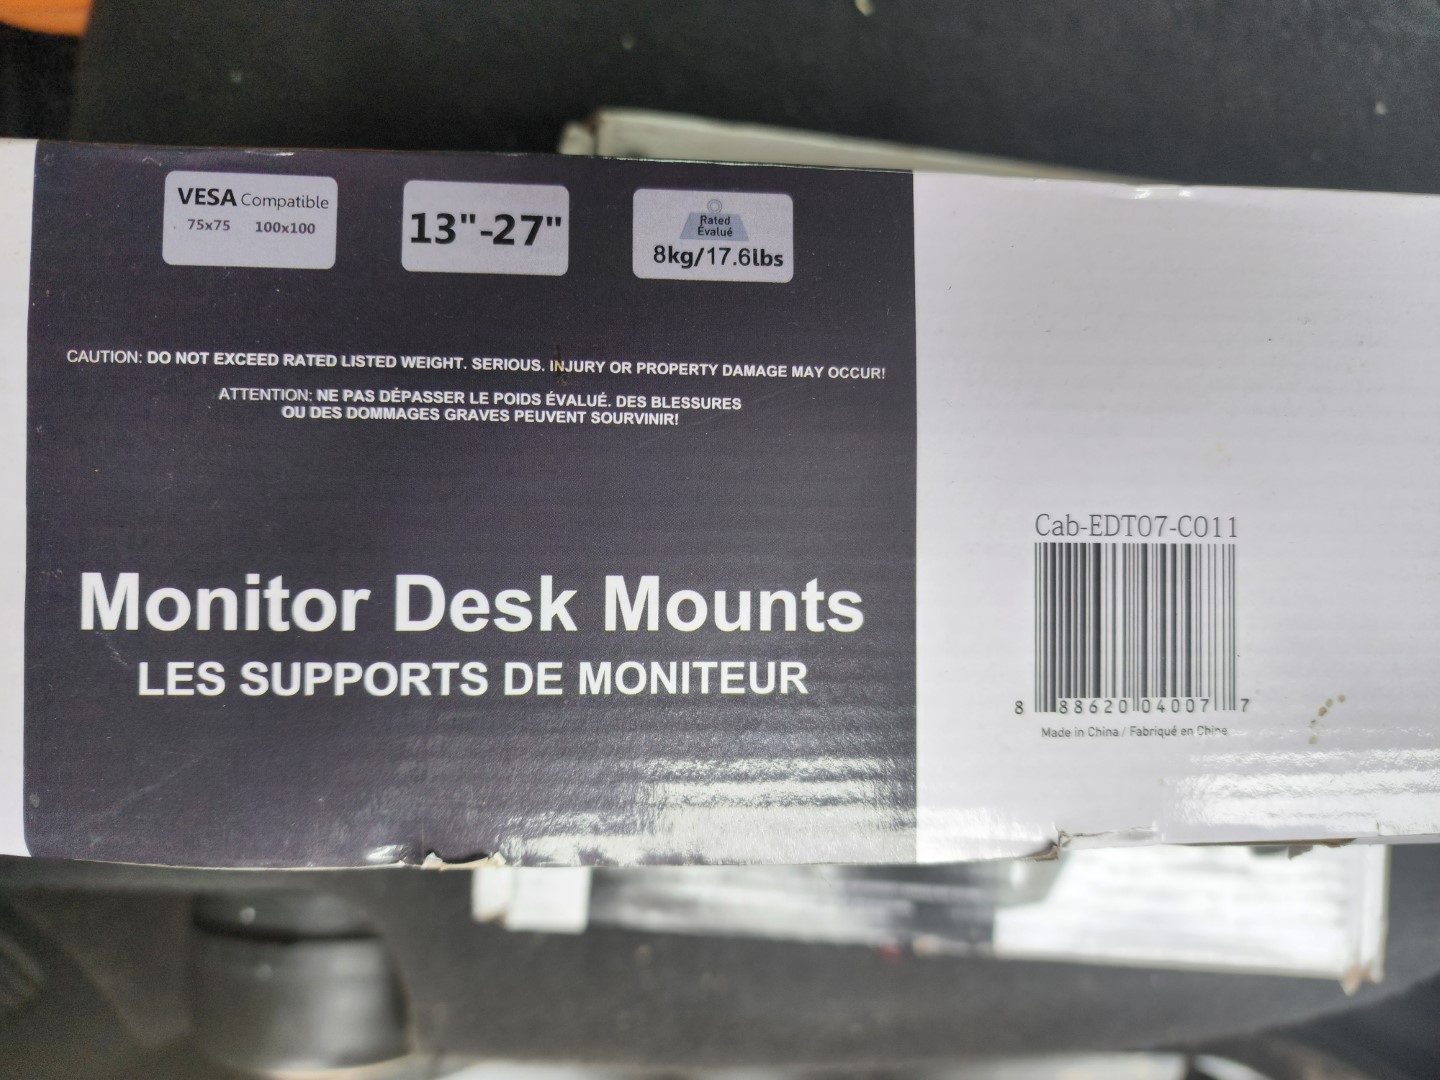 VESA Compatible
75x75 100x100
13"-27"
Rated
Évalué
8kg/17.6lbs
CAUTION: DO NOT EXCEED RATED LISTED WEIGHT. SERIOUS. INJURY OR PROPERTY DAMAGE MAY OCCUR!
ATTENTION: NE PAS DÉPASSER LE POIDS ÉVALUÉ. DES BLESSURES
OU DES DOMMAGES GRAVES PEUVENT SOURVINIR!
Monitor Desk Mounts
LES SUPPORTS DE MONITEUR
Cab-EDT07-C011
8 88620 04007 7
Made in China / Fabriqué en Chine